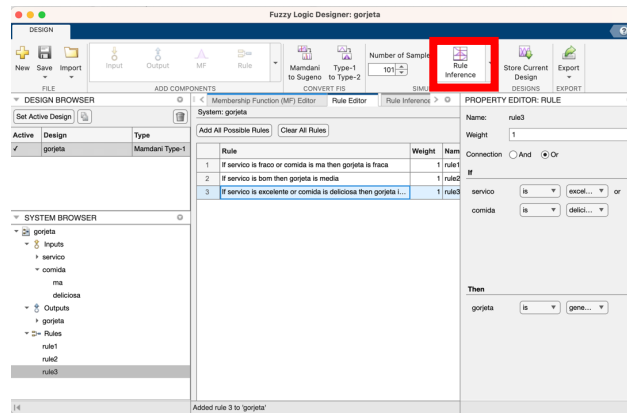 Fuzzy Logic Designer: gorjeta
DESIGN
New Save Import Input Output MF Rule Mamdani to Sugeno Type-1 to Type-2 Number of Samples 101 Rule Inference Store Current Design Export
FILE ADD COMPONENTS CONVERT FIS DESIGNS EXPORT
DESIGN BROWSER
Set Active Design
Active Design Type
✓ gorjeta Mamdani Type-1
SYSTEM BROWSER
gorjeta
Inputs
servico
comida
ma
deliciosa
Outputs
gorjeta
Rules
rule1
rule2
rule3
Membership Function (MF) Editor Rule Editor Rule Inference
System: gorjeta
Add All Possible Rules Clear All Rules
Rule Weight Nam
1 If servico is fraco or comida is ma then gorjeta is fraca 1 rule1
2 If servico is bom then gorjeta is media 1 rule2
3 If servico is excelente or comida is deliciosa then gorjeta i... 1 rule3
Added rule 3 to 'gorjeta'
PROPERTY EDITOR: RULE
Name: rule3
Weight 1
Connection And Or
If
servico is excel... or
comida is delici...
Then
gorjeta is gene...